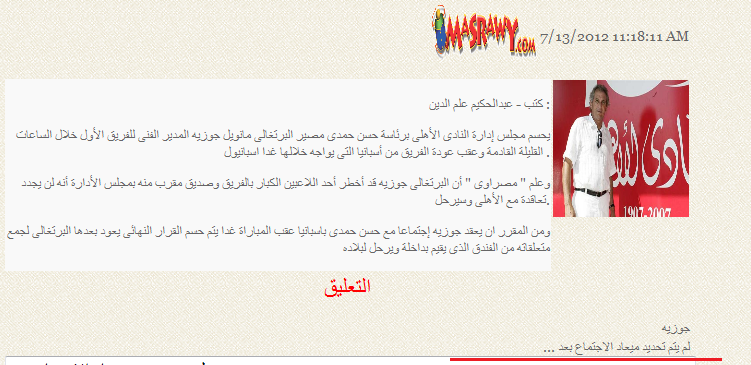 MASRAWY.com
7/13/2012 11:18:11 AM
كتب - عبدالحكيم علم الدين :
يحسم مجلس إدارة النادى الأهلى برئاسة حسن حمدى مصير البرتغالى مانويل جوزيه المدير الفنى للفريق الأول خلال الساعات
القليلة القادمة وعقب عودة الفريق من أسبانيا التى يواجه خلالها غدا اسبانيول .
وعلم " مصراوى " أن البرتغالى جوزيه قد أخطر أحد اللاعبين الكبار بالفريق وصديق مقرب منه بمجلس الأدارة أنه لن يجدد
تعاقدة مع الأهلى وسيرحل.
ومن المقرر ان يعقد جوزيه إجتماعا مع حسن حمدى باسبانيا عقب المباراة غدا يتم حسم القرار النهائى يعود بعدها البرتغالى لجمع
متعلقاته من الفندق الذى يقيم بداخلة ويرحل لبلاده
1907-2007
التعليق
جوزيه
لم يتم تحديد ميعاد الاجتماع بعد ...